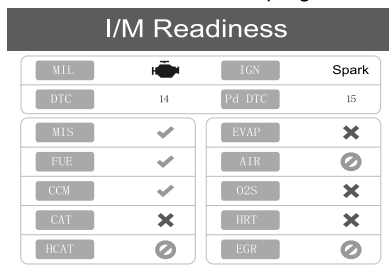 I/M Readiness
MIL IGN Spark
DTC 14 Pd DTC 15
MIS EVAP
FUE AIR
CCM O2S
CAT HRT
HCAT EGR